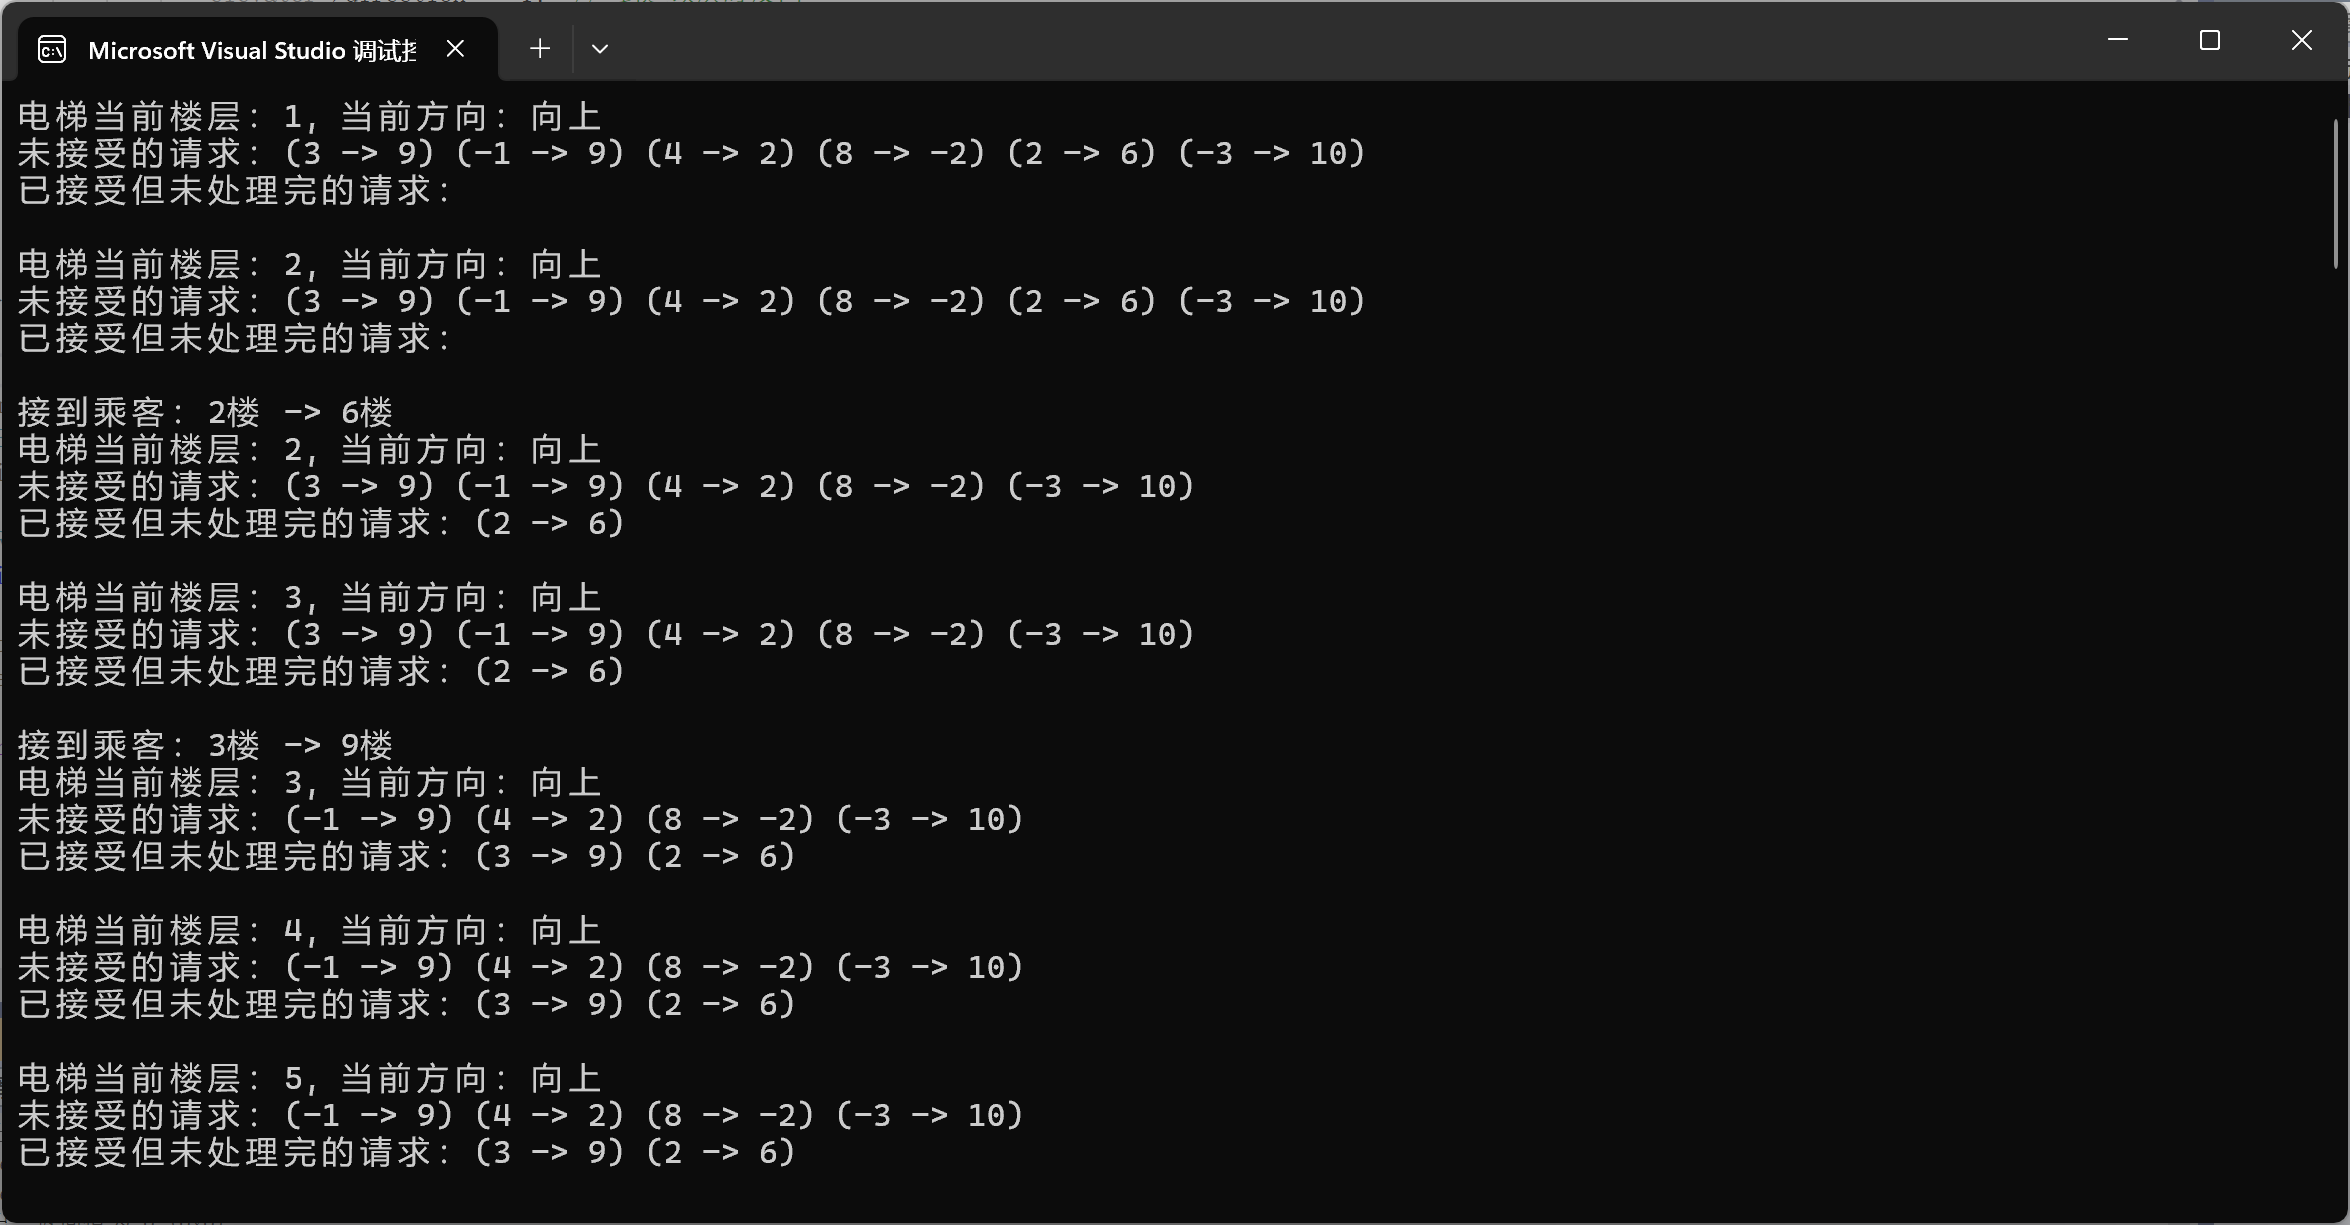 Microsoft Visual Studio 调试
电梯当前楼层: 1, 当前方向: 向上
未接受的请求: (3 -> 9) (-1 -> 9) (4 -> 2) (8 -> -2) (2 -> 6) (-3 -> 10)
已接受但未处理完的请求:
电梯当前楼层: 2, 当前方向: 向上
未接受的请求: (3 -> 9) (-1 -> 9) (4 -> 2) (8 -> -2) (2 -> 6) (-3 -> 10)
已接受但未处理完的请求:
接到乘客: 2楼 -> 6楼
电梯当前楼层: 2, 当前方向: 向上
未接受的请求: (3 -> 9) (-1 -> 9) (4 -> 2) (8 -> -2) (-3 -> 10)
已接受但未处理完的请求: (2 -> 6)
电梯当前楼层: 3, 当前方向: 向上
未接受的请求: (3 -> 9) (-1 -> 9) (4 -> 2) (8 -> -2) (-3 -> 10)
已接受但未处理完的请求: (2 -> 6)
接到乘客: 3楼 -> 9楼
电梯当前楼层: 3, 当前方向: 向上
未接受的请求: (-1 -> 9) (4 -> 2) (8 -> -2) (-3 -> 10)
已接受但未处理完的请求: (3 -> 9) (2 -> 6)
电梯当前楼层: 4, 当前方向: 向上
未接受的请求: (-1 -> 9) (4 -> 2) (8 -> -2) (-3 -> 10)
已接受但未处理完的请求: (3 -> 9) (2 -> 6)
电梯当前楼层: 5, 当前方向: 向上
未接受的请求: (-1 -> 9) (4 -> 2) (8 -> -2) (-3 -> 10)
已接受但未处理完的请求: (3 -> 9) (2 -> 6)